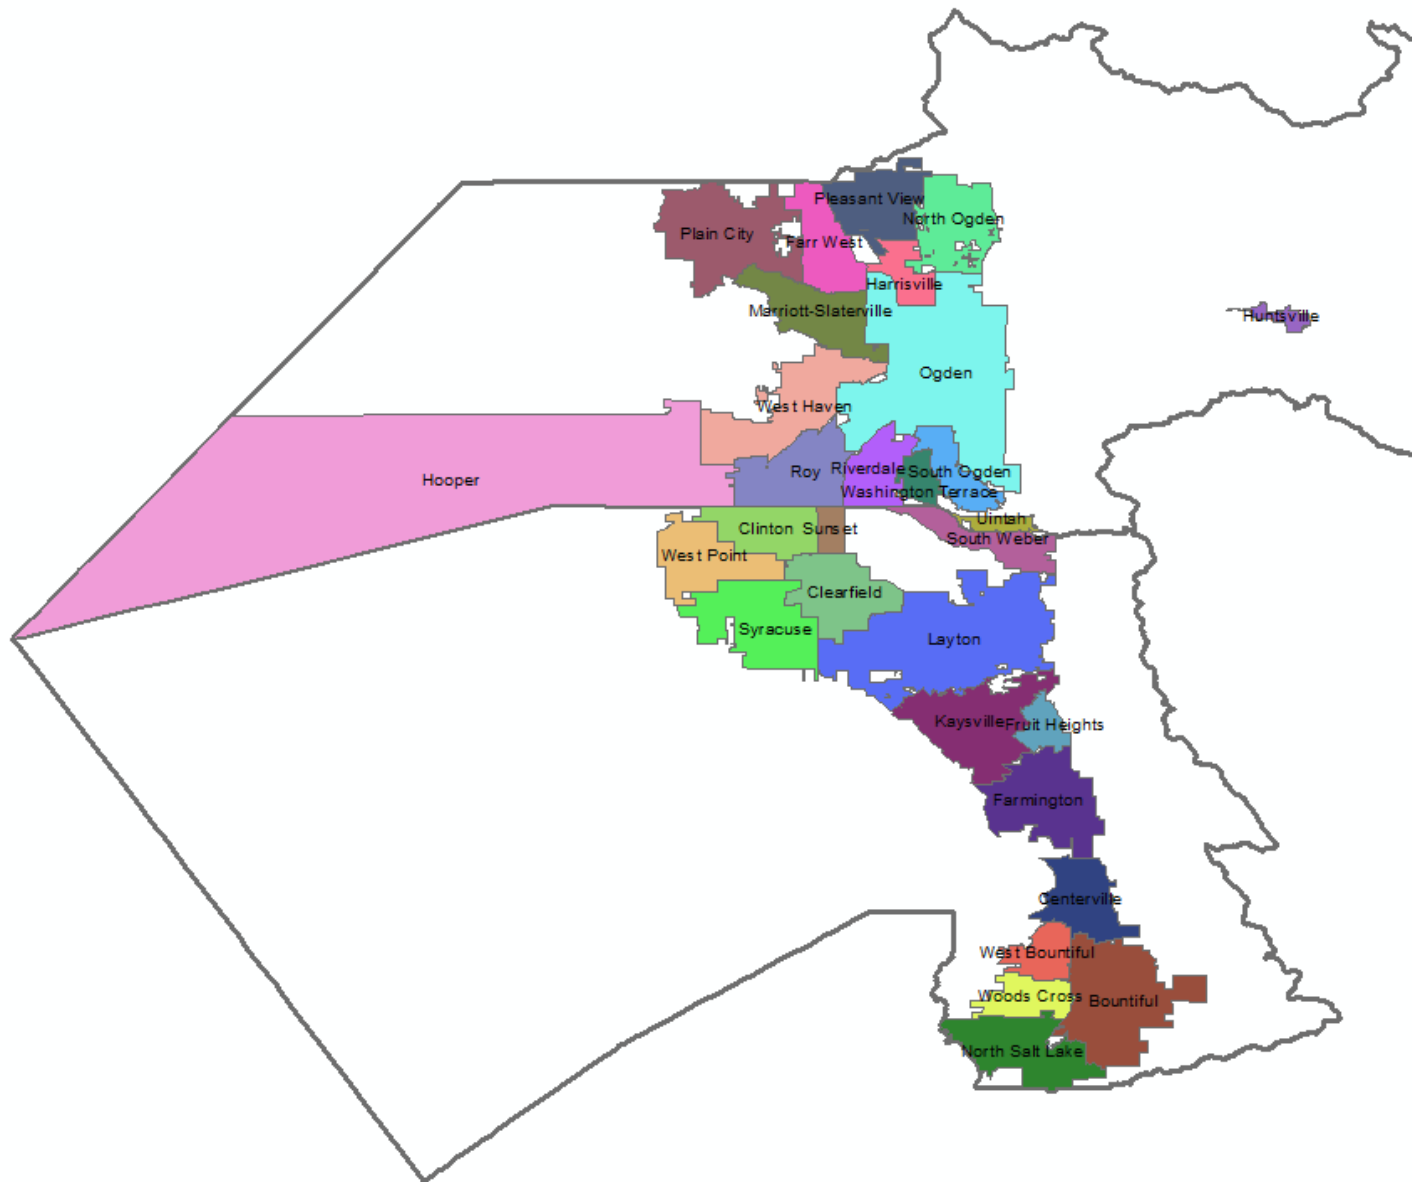 Pleasant View
North Ogden
Plain City
Farr West
Harrisville
Marriott-Slaterville
Huntsville
Ogden
West Haven
Hooper
Roy
Riverdale
South Ogden
Washington Terrace
Uintah
Clinton
Sunset
South Weber
West Point
Clearfield
Syracuse
Layton
Kaysville
Fruit Heights
Farmington
Centerville
West Bountiful
Woods Cross
Bountiful
North Salt Lake